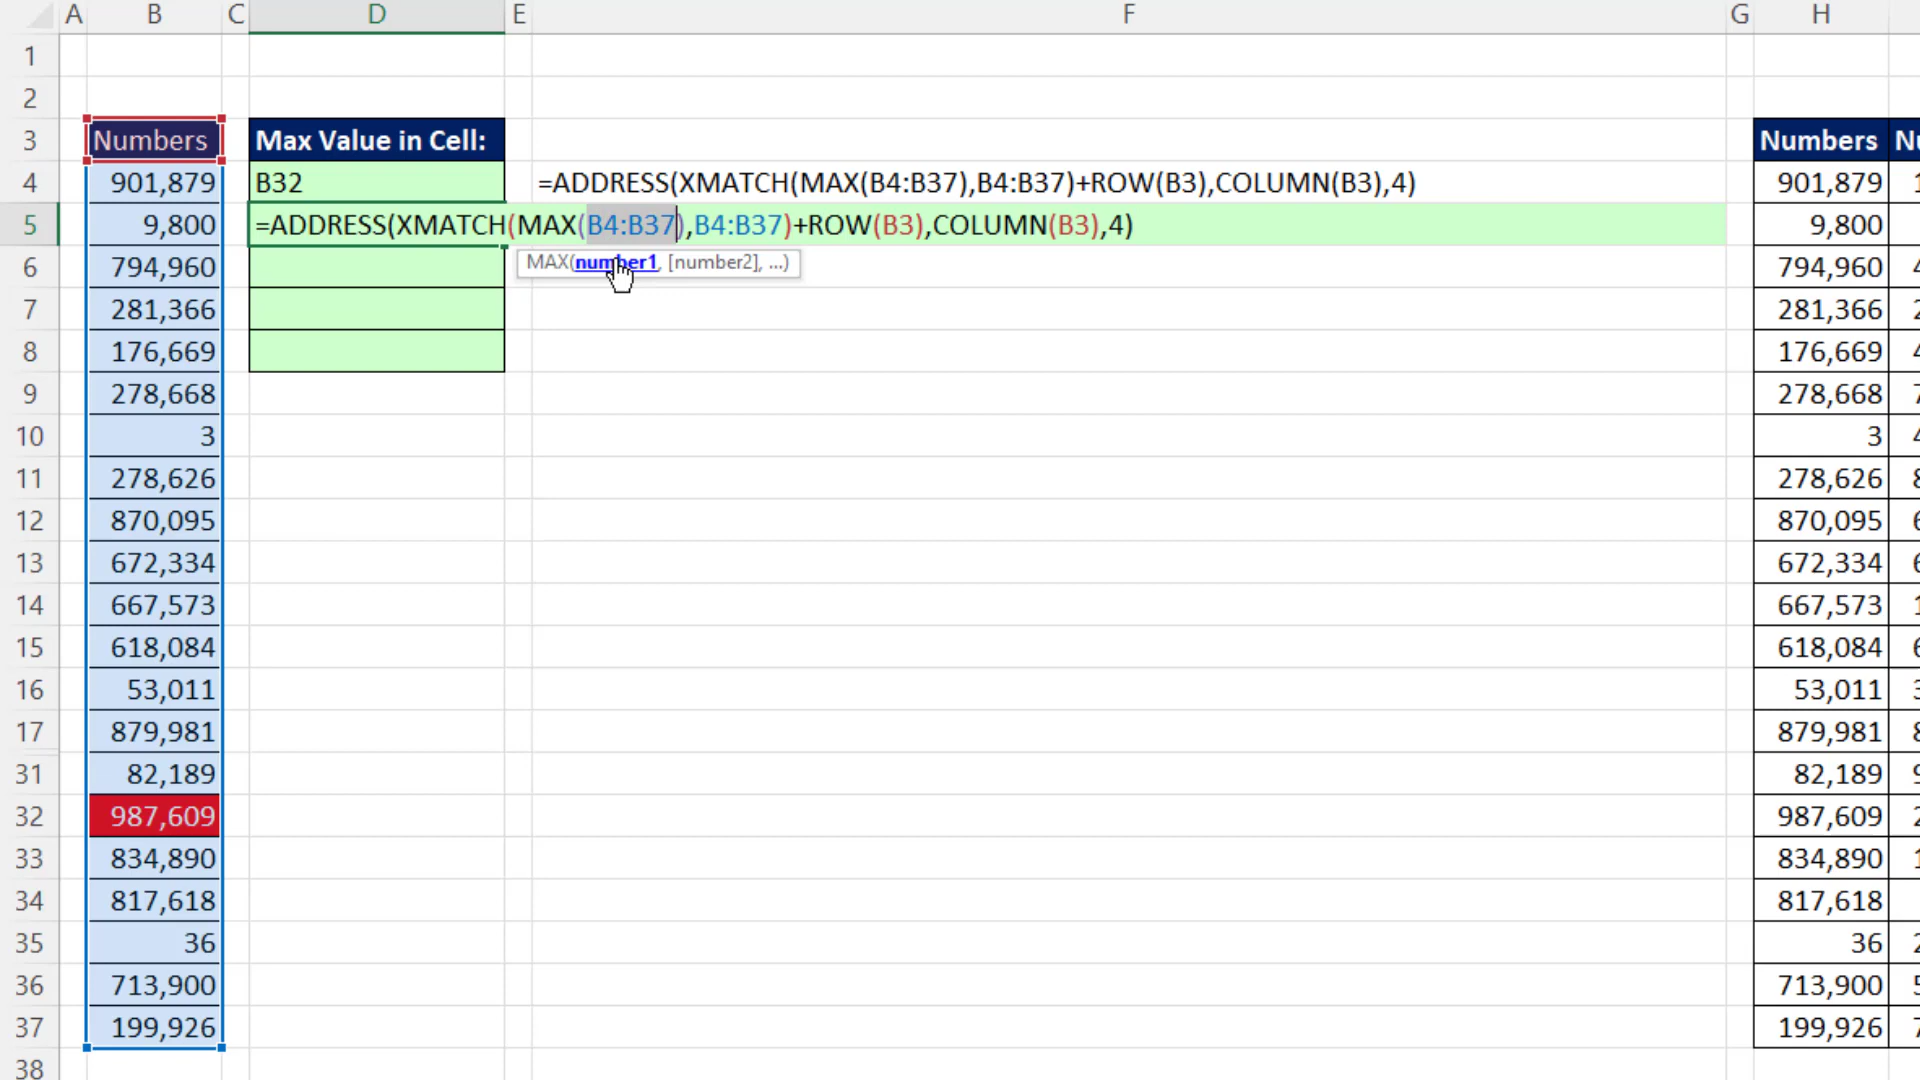 A B C D E F G H
1
2
3 Numbers Max Value in Cell: Numbers
4 901,879 B32 =ADDRESS(XMATCH(MAX(B4:B37),B4:B37)+ROW(B3),COLUMN(B3),4) 901,879
5 9,800 =ADDRESS(XMATCH(MAX(B4:B37),B4:B37)+ROW(B3),COLUMN(B3),4) 9,800
MAX(number1, [number2], ...)
6 794,960 794,960
7 281,366 281,366
8 176,669 176,669
9 278,668 278,668
10 3 3
11 278,626 278,626
12 870,095 870,095
13 672,334 672,334
14 667,573 667,573
15 618,084 618,084
16 53,011 53,011
17 879,981 879,981
31 82,189 82,189
32 987,609 987,609
33 834,890 834,890
34 817,618 817,618
35 36 36
36 713,900 713,900
37 199,926 199,926
38